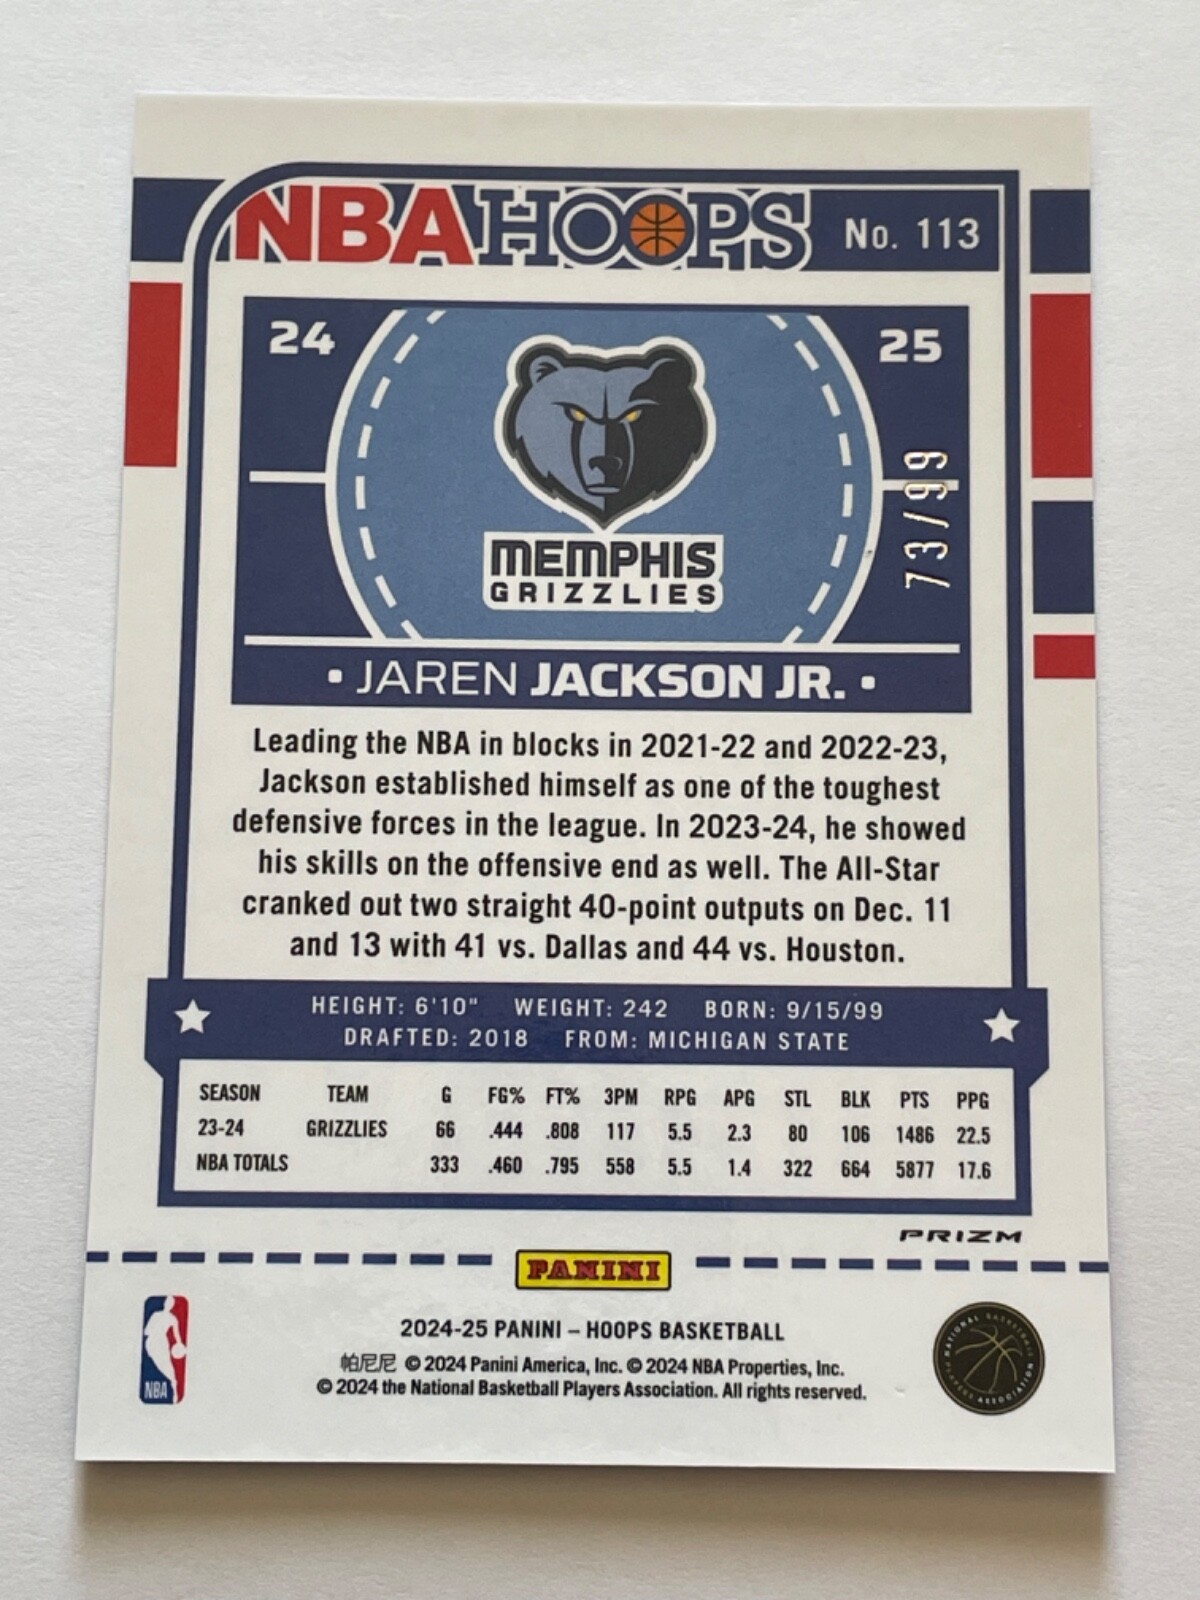 NBA HOOPS No. 113
24 25
73/99
MEMPHIS
GRIZZLIES
• JAREN JACKSON JR. •
Leading the NBA in blocks in 2021-22 and 2022-23,
Jackson established himself as one of the toughest
defensive forces in the league. In 2023-24, he showed
his skills on the offensive end as well. The All-Star
cranked out two straight 40-point outputs on Dec. 11
and 13 with 41 vs. Dallas and 44 vs. Houston.
HEIGHT: 6'10" WEIGHT: 242 BORN: 9/15/99
DRAFTED: 2018 FROM: MICHIGAN STATE
SEASON TEAM G FG% FT% 3PM RPG APG STL BLK PTS PPG
23-24 GRIZZLIES 66 .444 .808 117 5.5 2.3 80 106 1486 22.5
NBA TOTALS 333 .460 .795 558 5.5 1.4 322 664 5877 17.6
PRIZM
PANINI
2024-25 PANINI – HOOPS BASKETBALL
帕尼尼 © 2024 Panini America, Inc. © 2024 NBA Properties, Inc.
© 2024 the National Basketball Players Association. All rights reserved.
NBA
NATIONAL BASKETBALL PLAYERS ASSOCIATION